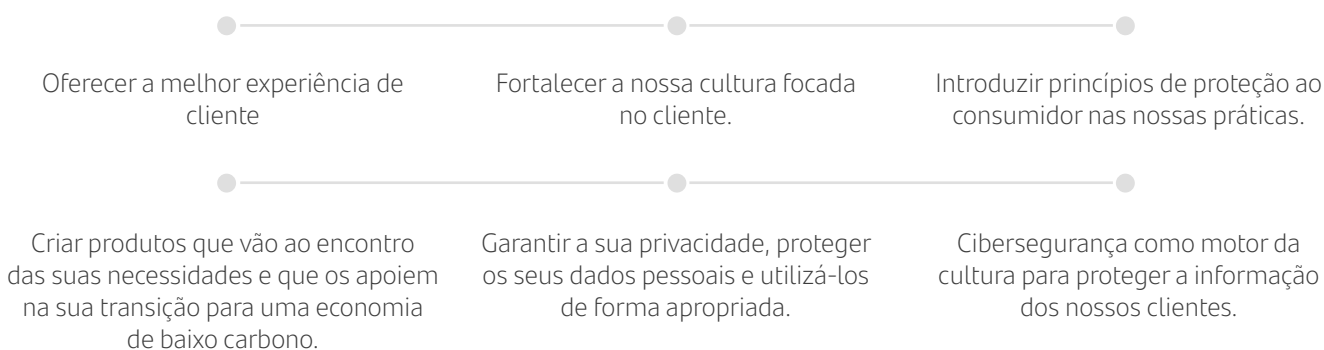 Oferecer a melhor experiência de
cliente
Fortalecer a nossa cultura focada
no cliente.
Introduzir princípios de proteção ao
consumidor nas nossas práticas.
Criar produtos que vão ao encontro
das suas necessidades e que os apoiem
na sua transição para uma economia
de baixo carbono.
Garantir a sua privacidade, proteger
os seus dados pessoais e utilizá-los
de forma apropriada.
Cibersegurança como motor da
cultura para proteger a informação
dos nossos clientes.